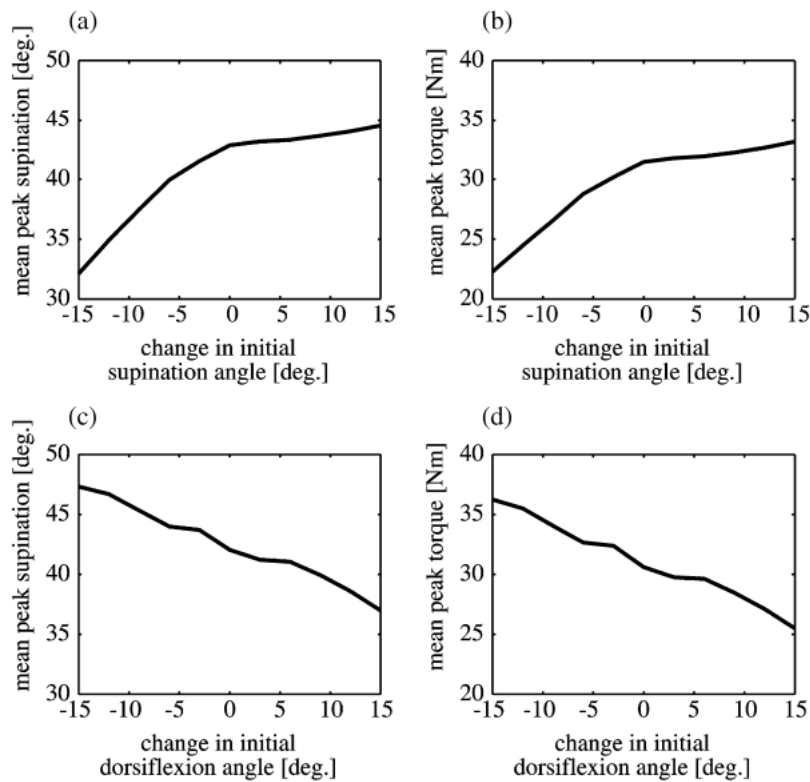 (a)
mean peak supination [deg.]
50
45
40
35
30
-15 -10 -5 0 5 10 15
change in initial
supination angle [deg.]
(b)
mean peak torque [Nm]
40
35
30
25
20
-15 -10 -5 0 5 10 15
change in initial
supination angle [deg.]
(c)
mean peak supination [deg.]
50
45
40
35
30
-15 -10 -5 0 5 10 15
change in initial
dorsiflexion angle [deg.]
(d)
mean peak torque [Nm]
40
35
30
25
20
-15 -10 -5 0 5 10 15
change in initial
dorsiflexion angle [deg.]